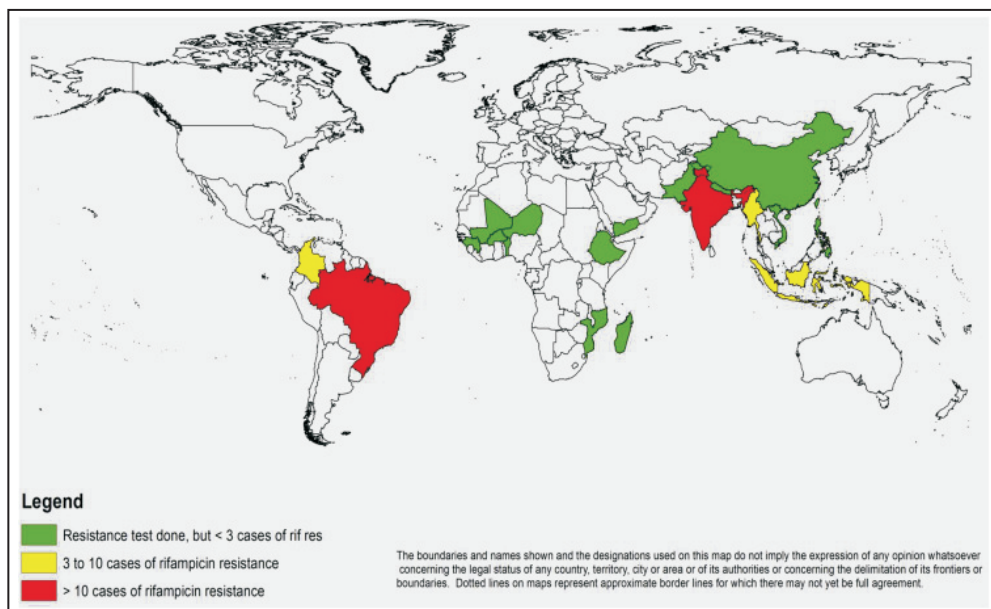 Legend
Resistance test done, but < 3 cases of rif res
3 to 10 cases of rifampicin resistance
> 10 cases of rifampicin resistance
The boundaries and names shown and the designations used on this map do not imply the expression of any opinion whatsoever
concerning the legal status of any country, territory, city or area or of its authorities or concerning the delimitation of its frontiers or
boundaries. Dotted lines on maps represent approximate border lines for which there may not yet be full agreement.